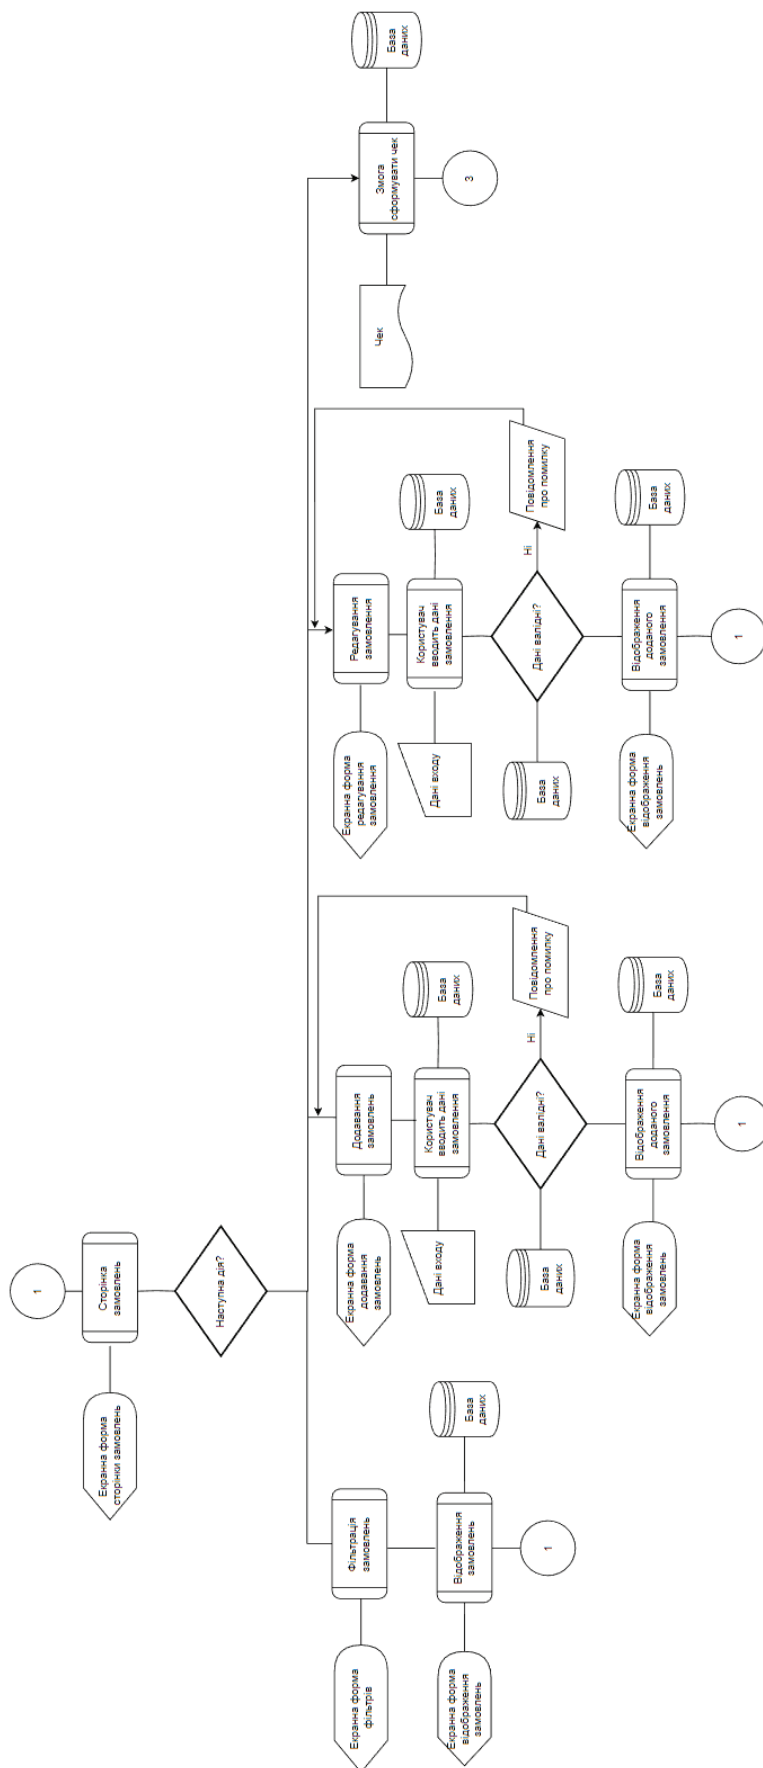 1
Сторінка
замовлень
Екранна форма
сторінки замовлень
Наступна дія?
Фільтрація
замовлень
Екранна форма
фільтрів
Відображення
замовлень
Екранна форма
відображення
замовлень
База
даних
1
Додавання
замовлень
Екранна форма
додавання
замовлень
Користувач
вводить дані
замовлення
Дані входу
База
даних
Дані валідні?
База
даних
Ні
Повідомлення
про помилку
Відображення
доданого
замовлення
Екранна форма
відображення
замовлень
База
даних
1
Редагування
замовлення
Екранна форма
редагування
замовлення
Користувач
вводить дані
замовлення
Дані входу
База
даних
Дані валідні?
База
даних
Ні
Повідомлення
про помилку
Відображення
доданого
замовлення
Екранна форма
відображення
замовлень
База
даних
1
Змога
сформувати чек
Чек
База
даних
3